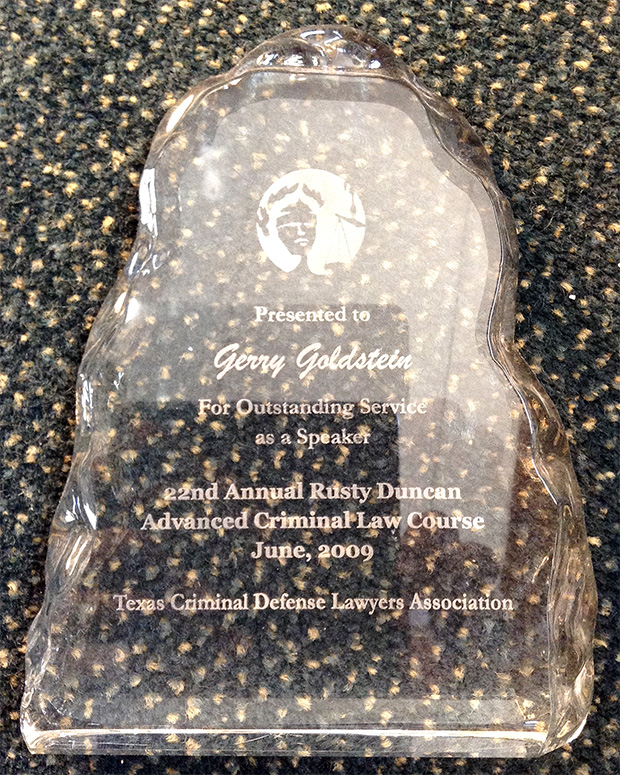 Presented to
Gerry Goldstein
For Outstanding Service
as a Speaker
22nd Annual Rusty Duncan
Advanced Criminal Law Course
June, 2009
Texas Criminal Defense Lawyers Association